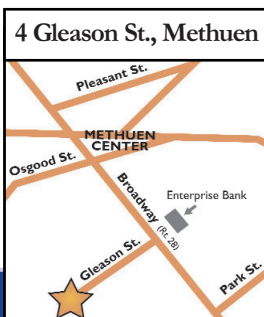 4 Gleason St., Methuen
Pleasant St.
METHUEN
CENTER
Osgood St.
Broadway
(Rt. 28)
Enterprise Bank
Gleason St.
Park St.